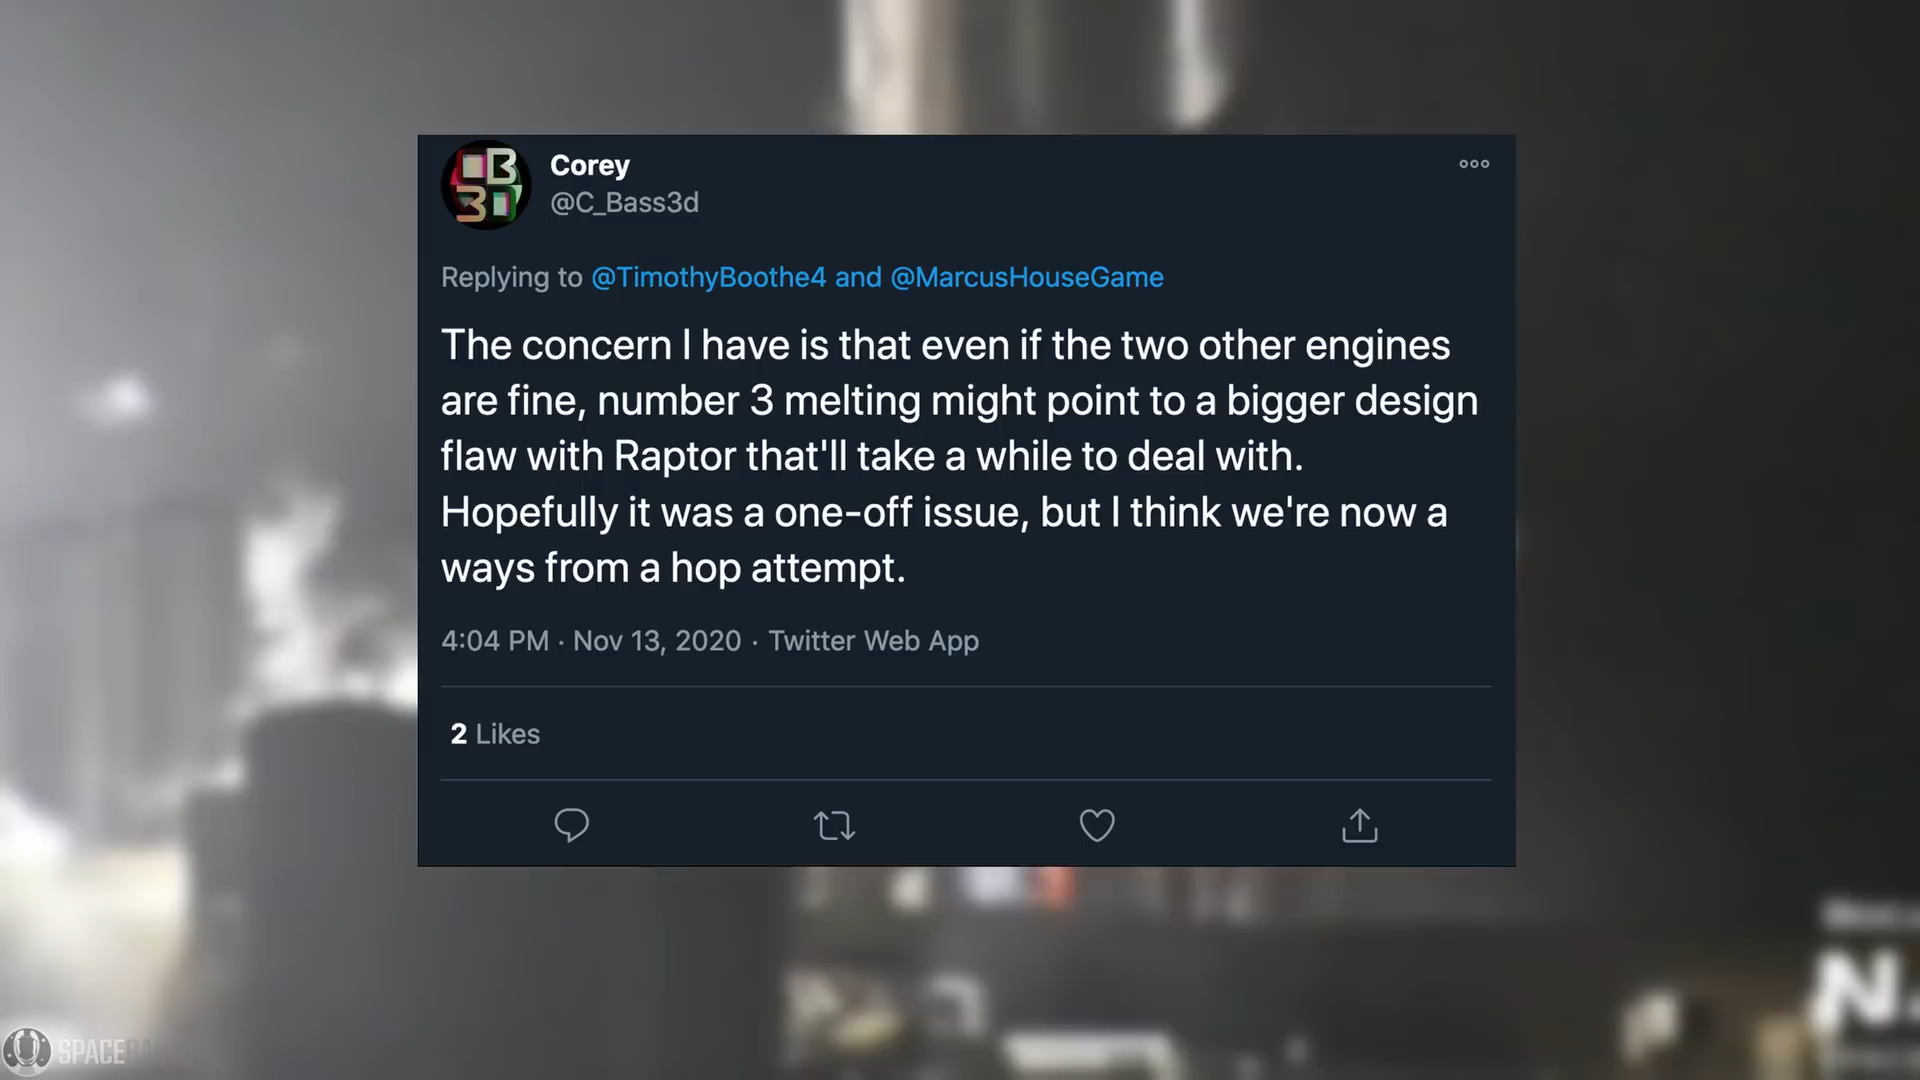 Corey
@C_Bass3d
Replying to @TimothyBoothe4 and @MarcusHouseGame
The concern I have is that even if the two other engines
are fine, number 3 melting might point to a bigger design
flaw with Raptor that'll take a while to deal with.
Hopefully it was a one-off issue, but I think we're now a
ways from a hop attempt.
4:04 PM · Nov 13, 2020 · Twitter Web App
2 Likes